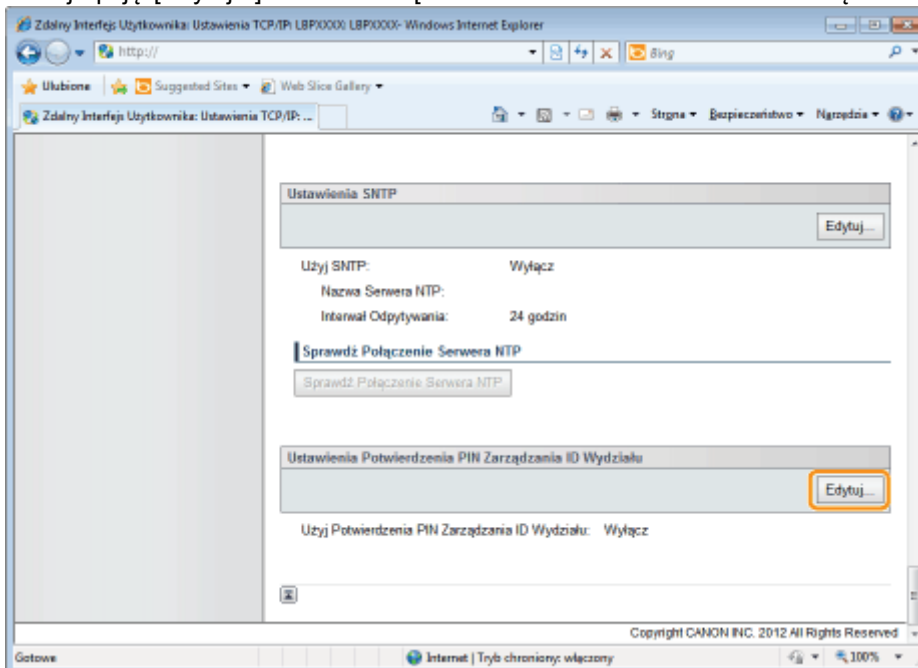 Zdalny Interfejs Użytkownika: Ustawienia TCP/IP: LBPXXXX: LBPXXXX- Windows Internet Explorer
http://
Bing
Ulubione Suggested Sites Web Slice Gallery
Zdalny Interfejs Użytkownika: Ustawienia TCP/IP: ... Strona Bezpieczeństwo Narzędzia
Ustawienia SNTP
Edytuj...
Użyj SNTP: Wyłącz
Nazwa Serwera NTP:
Interwał Odpytywania: 24 godzin
Sprawdź Połączenie Serwera NTP
Sprawdź Połączenie Serwera NTP
Ustawienia Potwierdzenia PIN Zarządzania ID Wydziału
Edytuj...
Użyj Potwierdzenia PIN Zarządzania ID Wydziału: Wyłącz
Copyright CANON INC. 2012 All Rights Reserved
Gotowe Internet | Tryb chroniony: włączony 100%